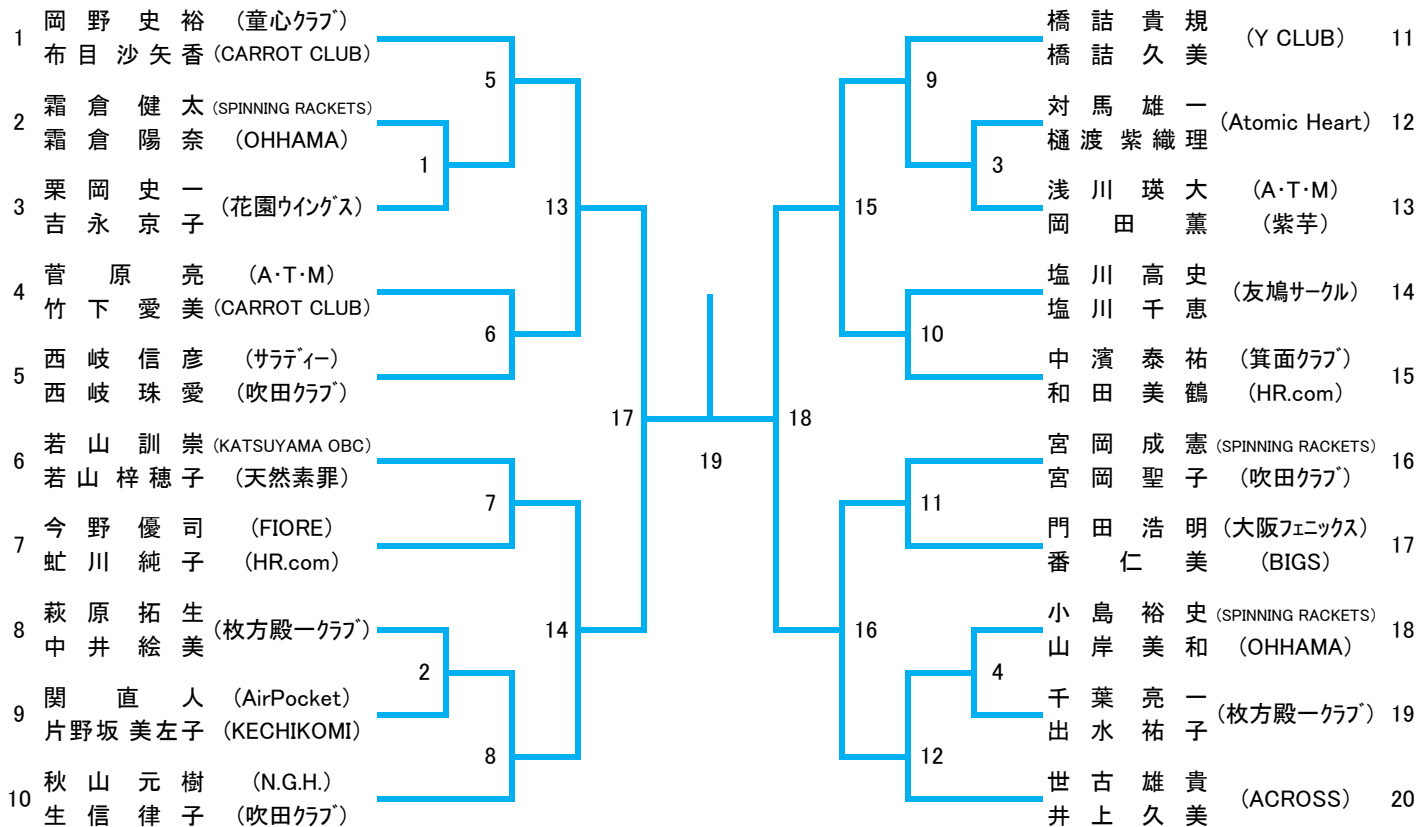 1 岡野史裕 (童心クラブ)
布目沙矢香 (CARROT CLUB)
2 霜倉健太 (SPINNING RACKETS)
霜倉陽奈 (OHHAMA)
3 栗岡史一 (花園ウイングス)
吉永京子
4 菅原亮 (A・T・M)
竹下愛美 (CARROT CLUB)
5 西岐信彦 (サラディー)
西岐珠愛 (吹田クラブ)
6 若山訓崇 (KATSUYAMA OBC)
若山梓穂子 (天然素罪)
7 今野優司 (FIORE)
虻川純子 (HR.com)
8 萩原拓生 (枚方殿一クラブ)
中井絵美
9 関直人 (AirPocket)
片野坂美左子 (KECHIKOMI)
10 秋山元樹 (N.G.H.)
生信律子 (吹田クラブ)
5
1
13
6
17
7
14
2
8
19
9
3
15
10
18
11
16
4
12
橋詰貴規 (Y CLUB) 11
橋詰久美
対馬雄一 (Atomic Heart) 12
樋渡紫織理
浅川瑛大 (A・T・M) 13
岡田薫 (紫芋)
塩川高史 (友鳩サークル) 14
塩川千恵
中濱泰祐 (箕面クラブ) 15
和田美鶴 (HR.com)
宮岡成憲 (SPINNING RACKETS) 16
宮岡聖子 (吹田クラブ)
門田浩明 (大阪フェニックス) 17
番仁美 (BIGS)
小島裕史 (SPINNING RACKETS) 18
山岸美和 (OHHAMA)
千葉亮一 (枚方殿一クラブ) 19
出水祐子
世古雄貴 (ACROSS) 20
井上久美